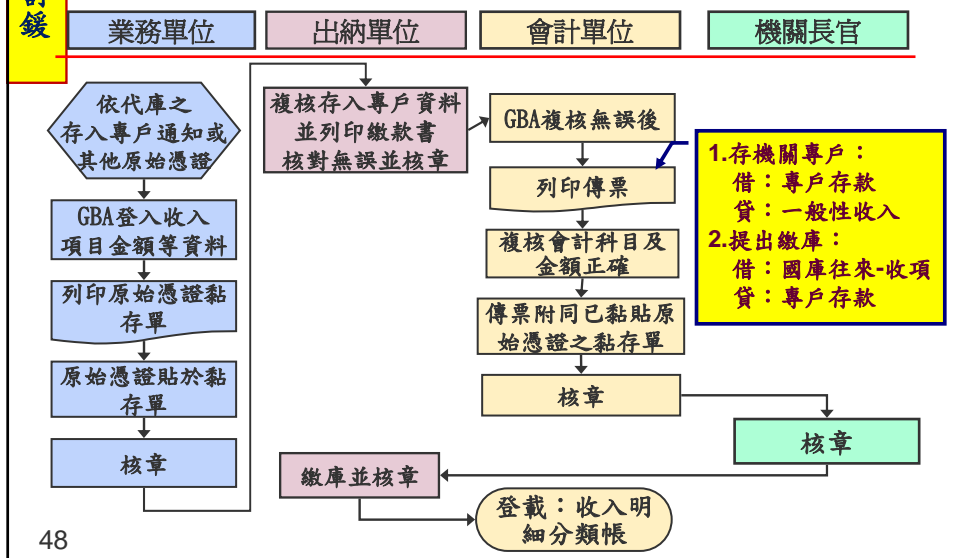 鍰
業務單位
出納單位
會計單位
機關長官
依代庫之
存入專戶通知或
其他原始憑證
GBA登入收入
項目金額等資料
列印原始憑證黏
存單
原始憑證貼於黏
存單
核章
複核存入專戶資料
並列印繳款書
核對無誤並核章
GBA複核無誤後
列印傳票
複核會計科目及
金額正確
傳票附同已黏貼原
始憑證之黏存單
核章
1.存機關專戶：
借：專戶存款
貸：一般性收入
2.提出繳庫：
借：國庫往來-收項
貸：專戶存款
核章
繳庫並核章
登載：收入明
細分類帳
48